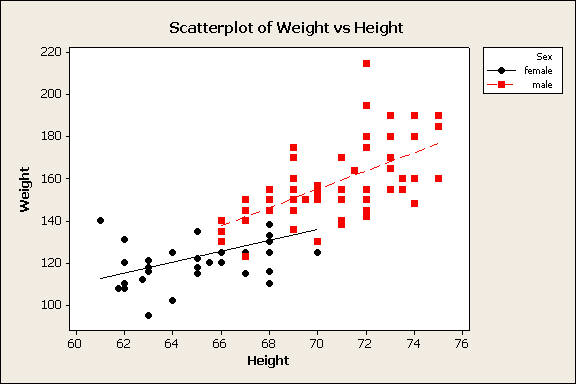 Scatterplot of Weight vs Height
Sex
female
male
220
200
180
160
140
120
100
Weight
60 62 64 66 68 70 72 74 76
Height